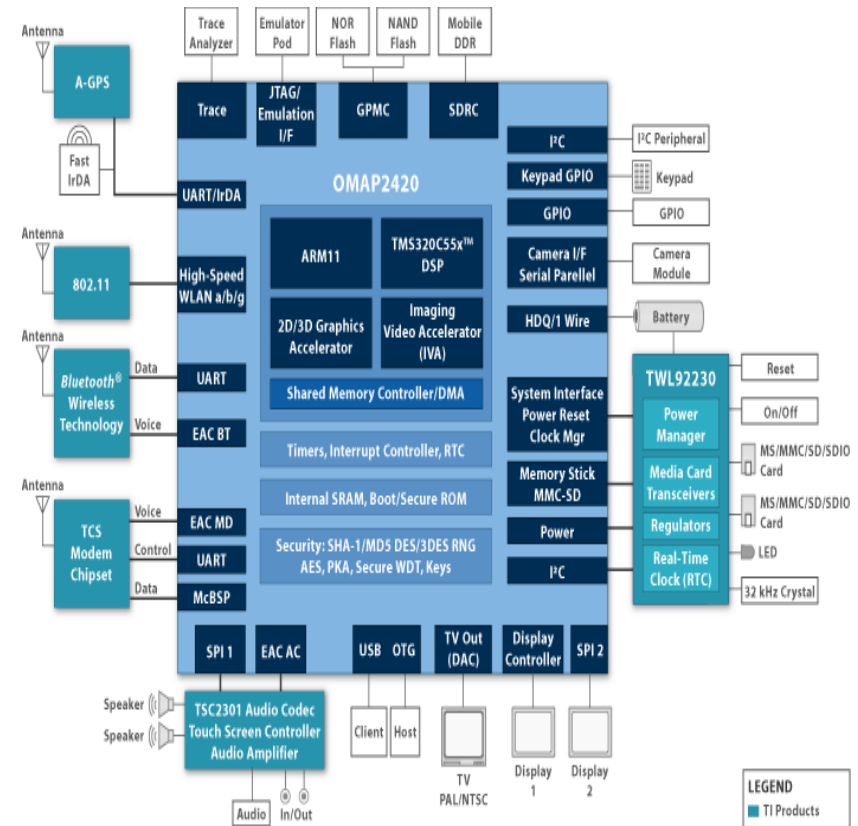 Trace
Analyzer
Emulator
Pod
NOR
Flash
NAND
Flash
Mobile
DDR
Antenna
A-GPS
Fast
IrDA
Antenna
802.11
Antenna
Bluetooth®
Wireless
Technology
Data
Voice
Antenna
TCS
Modem
Chipset
Voice
Control
Data
Trace
JTAG/
Emulation
I/F
GPMC
SDRC
UART/IrDA
High-Speed
WLAN a/b/g
UART
EAC BT
EAC MD
UART
McBSP
OMAP2420
ARM11
TMS320C55x™
DSP
2D/3D Graphics
Accelerator
Imaging
Video Accelerator
(IVA)
Shared Memory Controller/DMA
Timers, Interrupt Controller, RTC
Internal SRAM, Boot/Secure ROM
Security: SHA-1/MD5 DES/3DES RNG
AES, PKA, Secure WDT, Keys
I²C
Keypad GPIO
GPIO
Camera I/F
Serial Parellel
HDQ/1 Wire
System Interface
Power Reset
Clock Mgr
Memory Stick
MMC-SD
Power
I²C
I²C Peripheral
Keypad
GPIO
Camera
Module
Battery
TWL92230
Power
Manager
Media Card
Transceivers
Regulators
Real-Time
Clock (RTC)
Reset
On/Off
MS/MMC/SD/SDIO
Card
MS/MMC/SD/SDIO
Card
LED
32 kHz Crystal
SPI 1
EAC AC
USB OTG
TV Out
(DAC)
Display
Controller
SPI 2
Speaker
Speaker
TSC2301 Audio Codec
Touch Screen Controller
Audio Amplifier
Audio
In/Out
Client
Host
TV
PAL/NTSC
Display
1
Display
2
LEGEND
TI Products